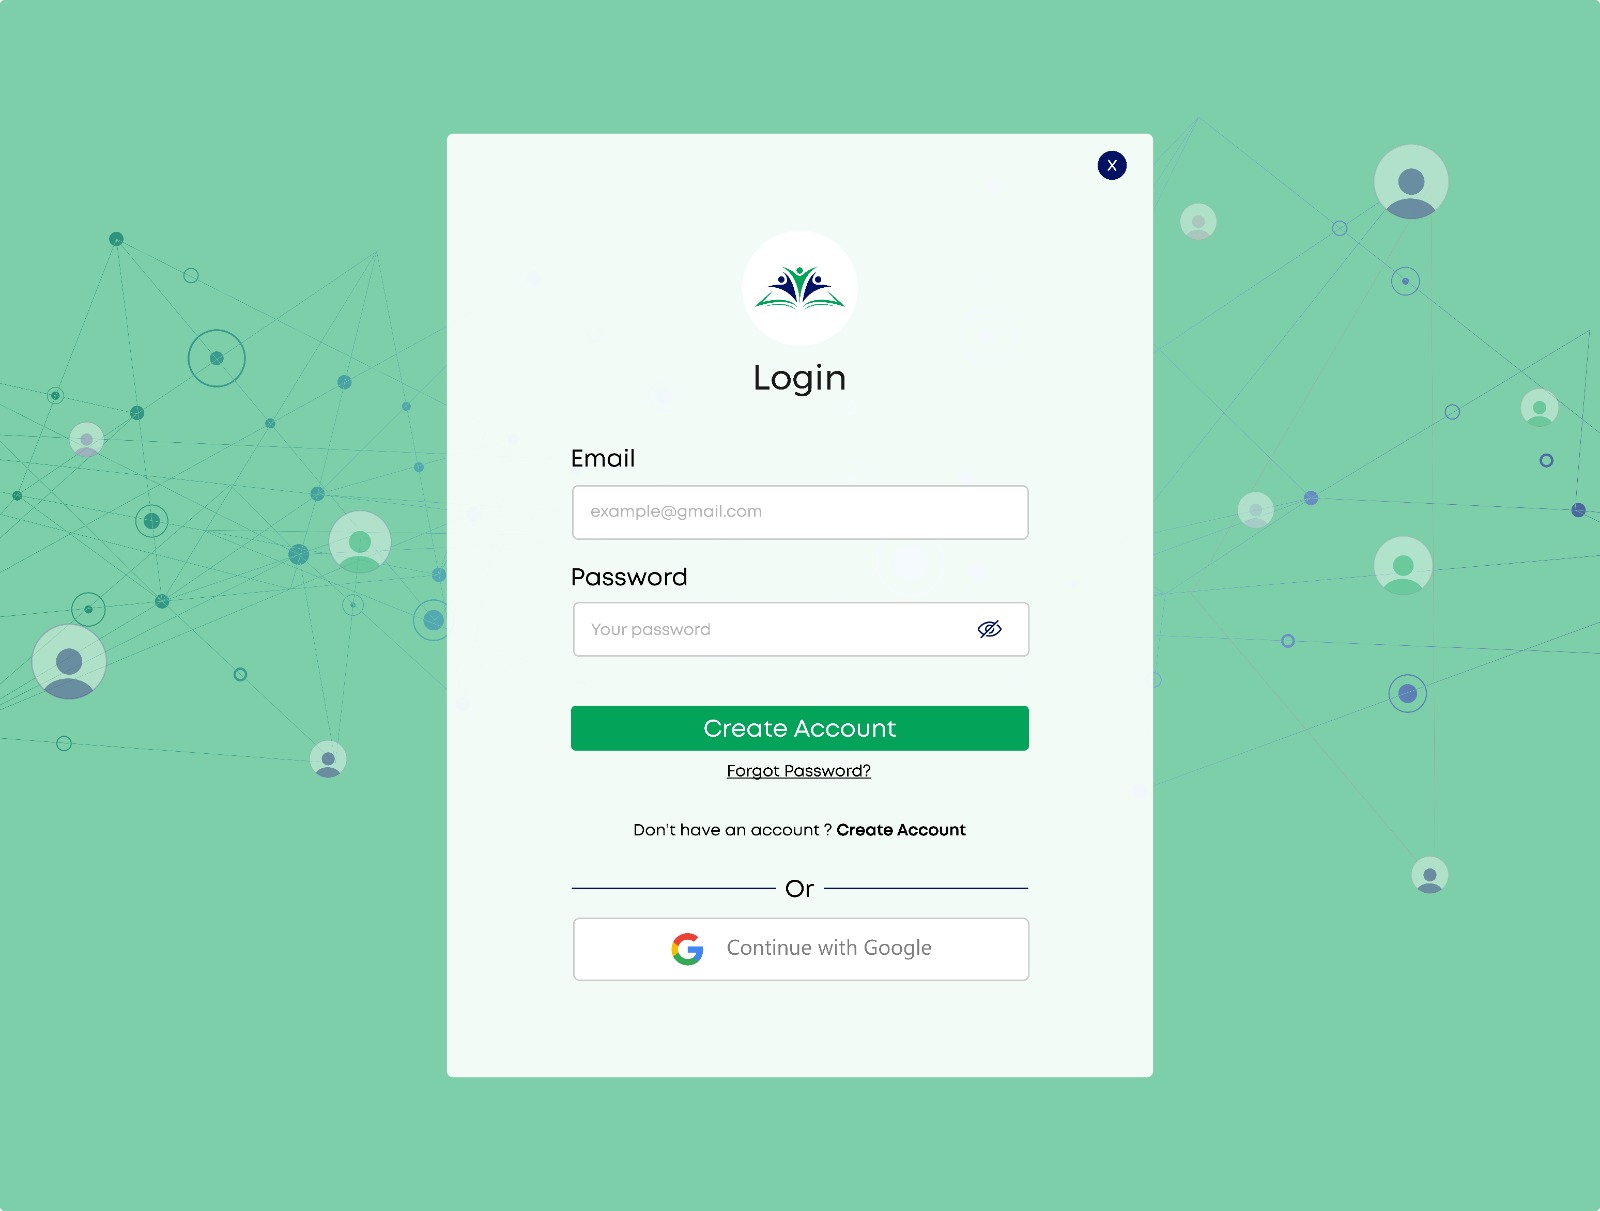 X
Login
Email
example@gmail.com
Password
Your password
Create Account
Forgot Password?
Don't have an account ? Create Account
Or
Continue with Google